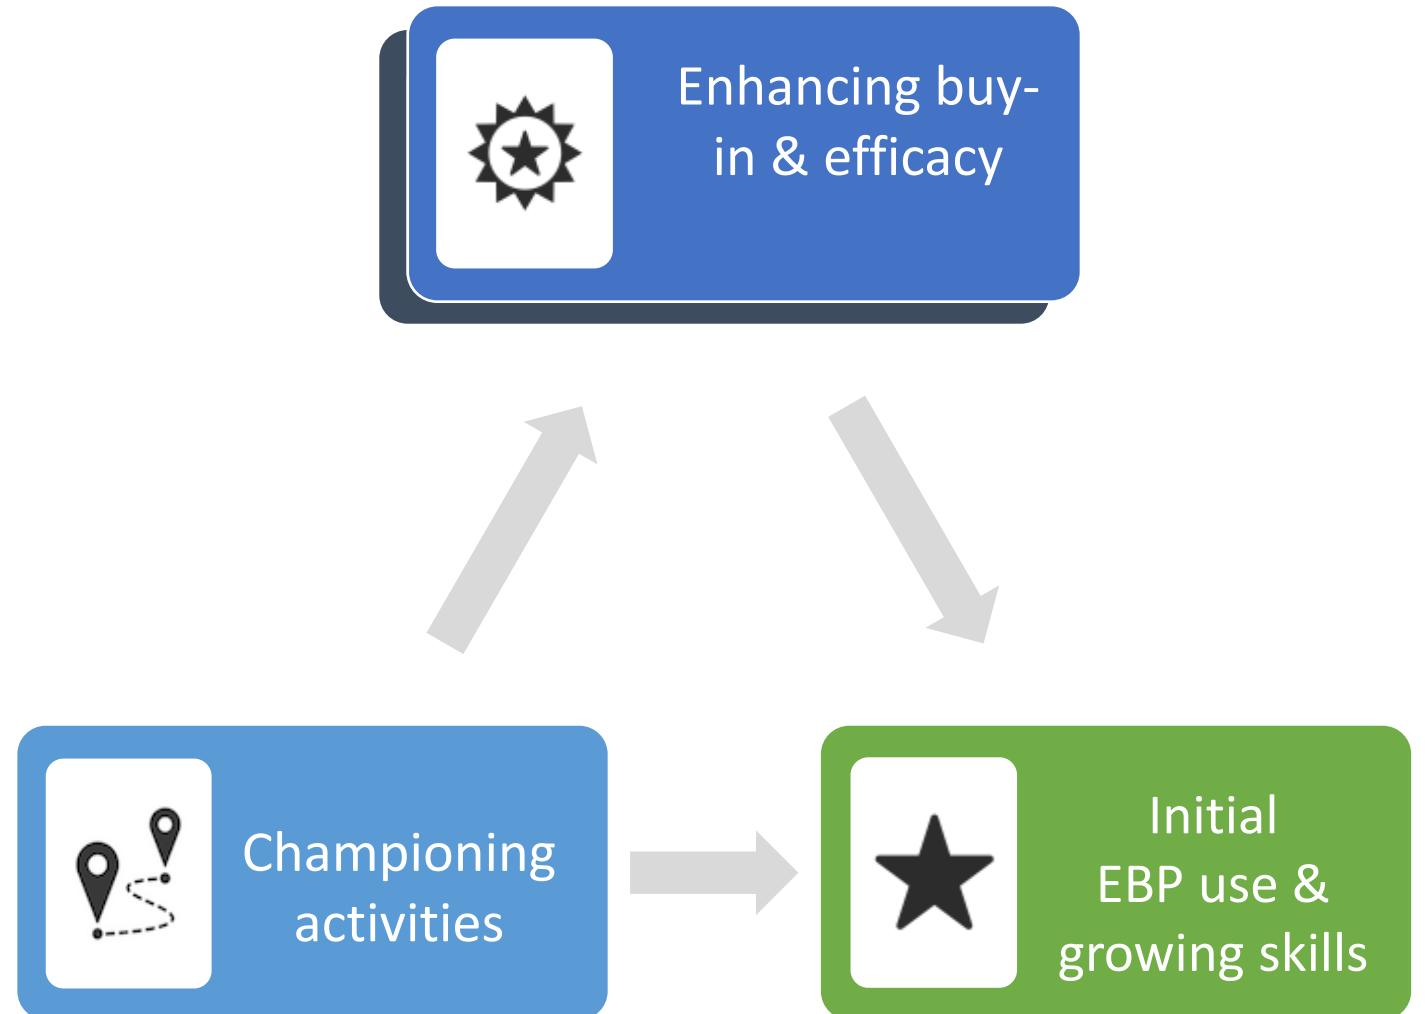 Enhancing buy-
in & efficacy
Championing
activities
Initial
EBP use &
growing skills